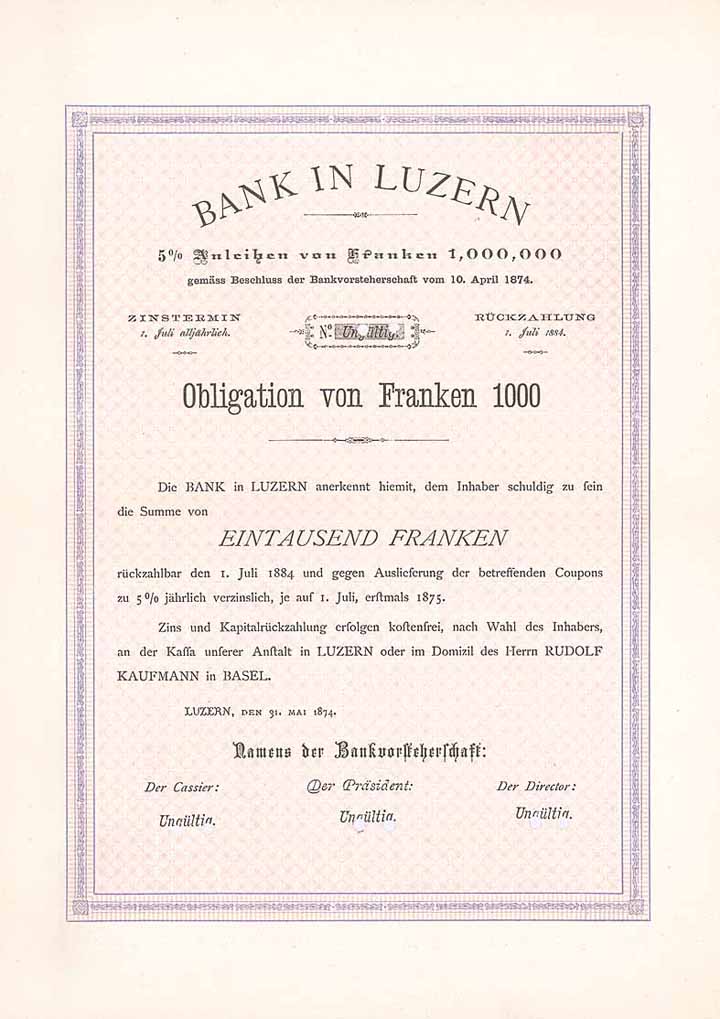 BANK IN LUZERN
5% Anleihen von Franken 1,000,000
gemäss Beschluss der Bankvorsteherschaft vom 10. April 1874.
ZINSTERMIN
1. Juli alljährlich.
No. Ungültig.
RÜCKZAHLUNG
1. Juli 1884.
Obligation von Franken 1000
Die BANK in LUZERN anerkennt hiemit, dem Inhaber schuldig zu ſein
die Summe von
EINTAUSEND FRANKEN
rückzahlbar den 1. Juli 1884 und gegen Auslieferung der betreffenden Coupons
zu 5% jährlich verzinslich, je auf 1. Juli, erſtmals 1875.
Zins und Kapitalrückzahlung erfolgen koſtenfrei, nach Wahl des Inhabers,
an der Kaſſa unſerer Anſtalt in LUZERN oder im Domizil des Herrn RUDOLF
KAUFMANN in BASEL.
LUZERN, DEN 31. MAI 1874.
Namens der Bankvorſteherſchaft:
Der Cassier:
Der Präsident:
Der Director:
Ungültig.
Ungültig.
Ungültig.